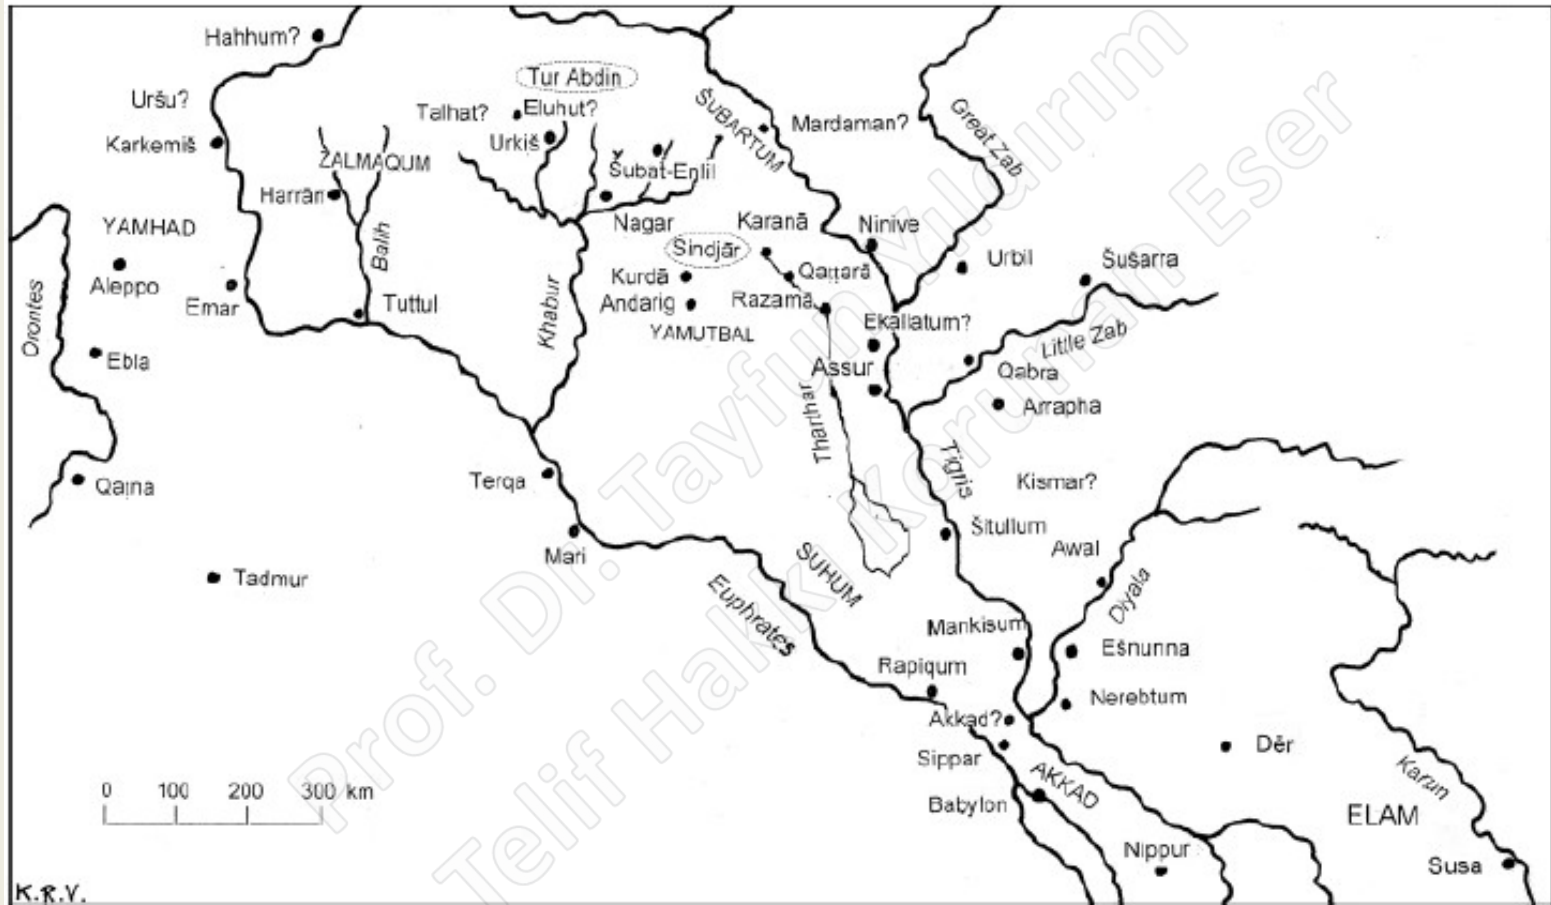 Hahhum?
Tur Abdin
Uršu?
Talhat?
Eluhut?
ŠUBARTUM
Mardaman?
Great Zab
Karkemiš
Urkiš
ZALMAQUM
Šubat-Enlil
Harrān
Nagar
Karanā
Ninive
YAMHAD
Balih
Sindjār
Urbil
Šušarra
Aleppo
Kurdā
Qaṭṭarā
Emar
Tuttul
Khabur
Andarig
Razamā
Orontes
YAMUTBAL
Ekallatum?
Little Zab
Ebla
Assur
Qabra
Tharthar
Arrapha
Tigris
Terqa
Qaṭna
Kismar?
Šitullum
Mari
Awal
Tadmur
SUHUM
Diyala
Euphrates
Mankisum
Ešnunna
Rapiqum
Nerebtum
Akkad?
Dēr
Sippar
AKKAD
Karun
0 100 200 300 km
Babylon
ELAM
Nippur
Susa
K.R.V.
Prof. Dr. Tayfun Yıldırım
Telif Hakkı Korunan Eser